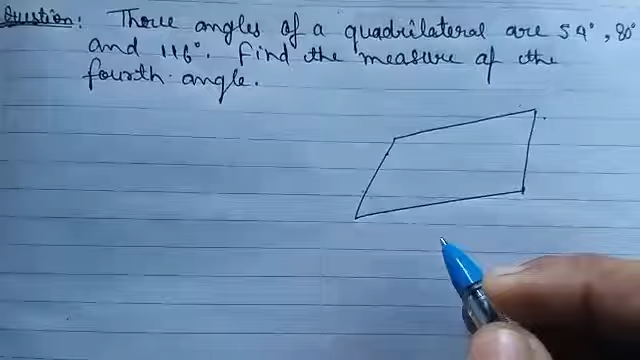 Question: Three angles of a quadrilateral are 54°, 80°
and 116°. Find the measure of the
fourth angle.